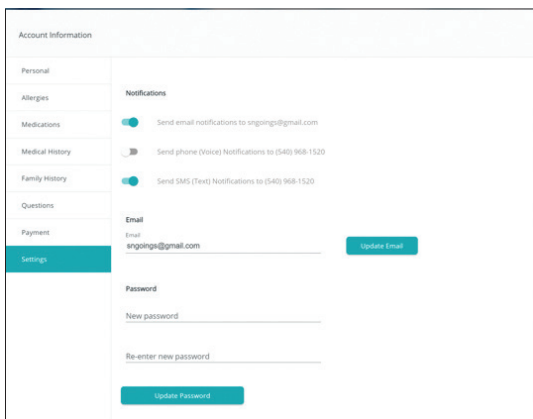 Account Information
Personal
Allergies
Medications
Medical History
Family History
Questions
Payment
Settings
Notifications
Send email notifications to sngoings@gmail.com
Send phone (Voice) Notifications to (540) 968-1520
Send SMS (Text) Notifications to (540) 968-1520
Email
Email
sngoings@gmail.com
Update Email
Password
New password
Re-enter new password
Update Password